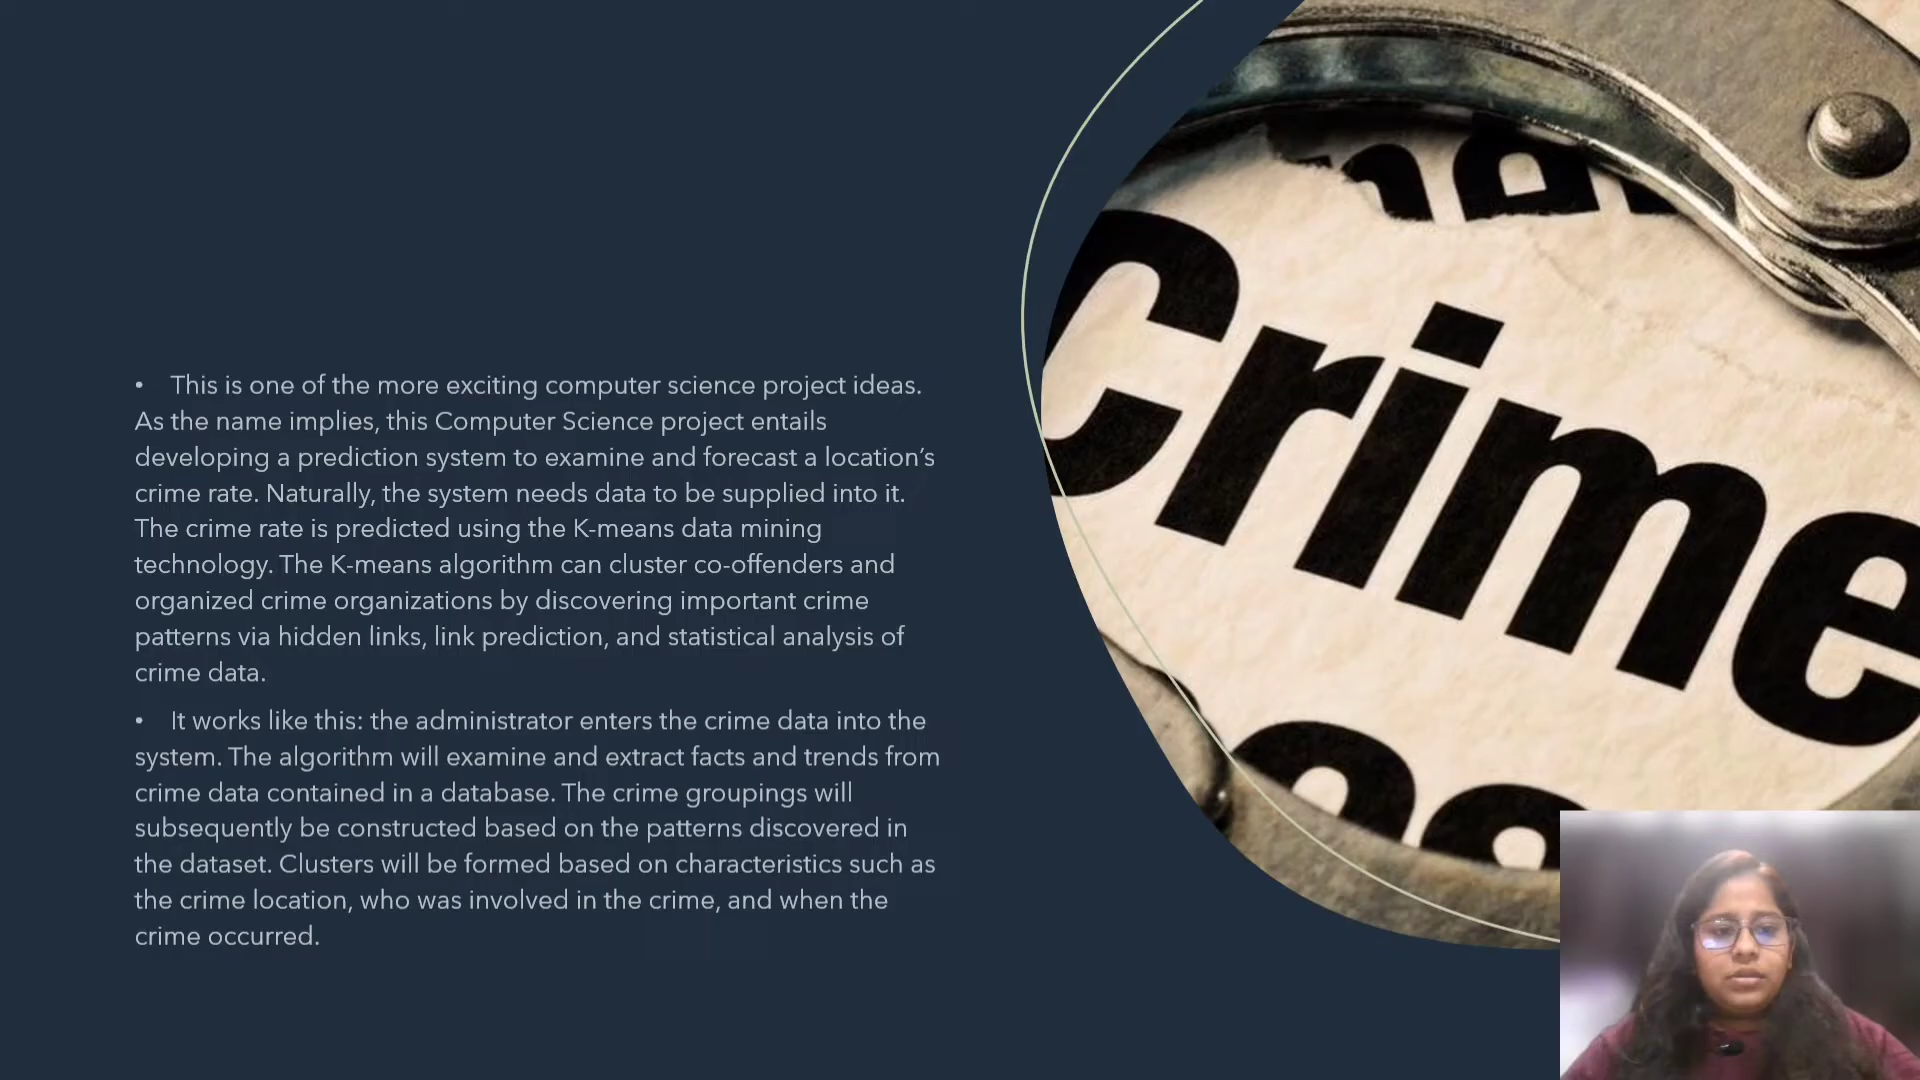 • This is one of the more exciting computer science project ideas.
As the name implies, this Computer Science project entails
developing a prediction system to examine and forecast a location’s
crime rate. Naturally, the system needs data to be supplied into it.
The crime rate is predicted using the K-means data mining
technology. The K-means algorithm can cluster co-offenders and
organized crime organizations by discovering important crime
patterns via hidden links, link prediction, and statistical analysis of
crime data.
• It works like this: the administrator enters the crime data into the
system. The algorithm will examine and extract facts and trends from
crime data contained in a database. The crime groupings will
subsequently be constructed based on the patterns discovered in
the dataset. Clusters will be formed based on characteristics such as
the crime location, who was involved in the crime, and when the
crime occurred.
Crime